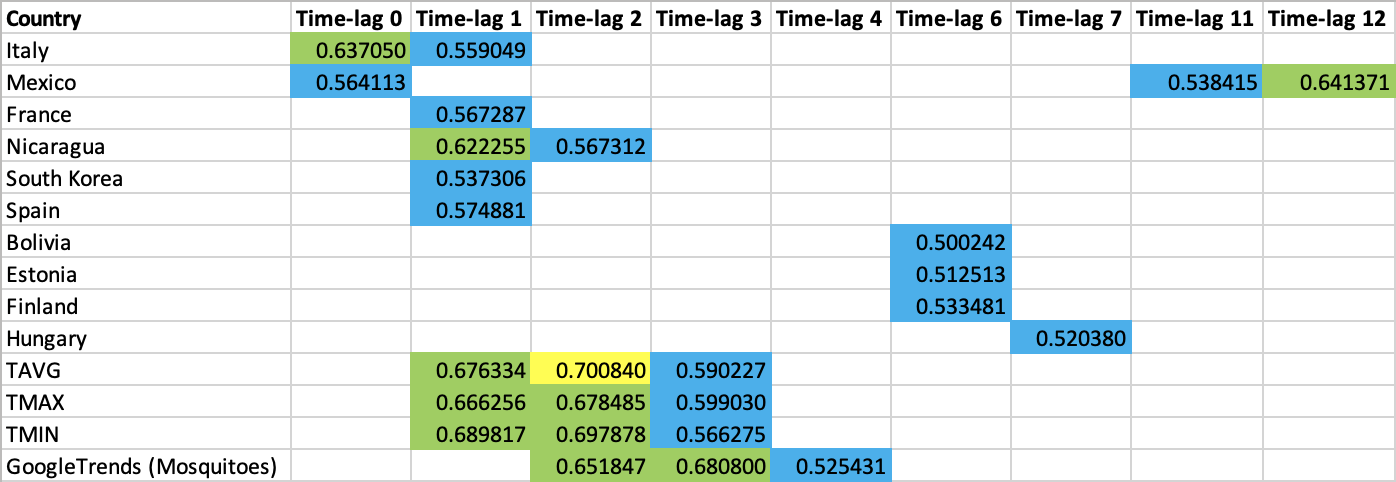 Country Time-lag 0 Time-lag 1 Time-lag 2 Time-lag 3 Time-lag 4 Time-lag 6 Time-lag 7 Time-lag 11 Time-lag 12
Italy 0.637050 0.559049
Mexico 0.564113 0.538415 0.641371
France 0.567287
Nicaragua 0.622255 0.567312
South Korea 0.537306
Spain 0.574881
Bolivia 0.500242
Estonia 0.512513
Finland 0.533481
Hungary 0.520380
TAVG 0.676334 0.700840 0.590227
TMAX 0.666256 0.678485 0.599030
TMIN 0.689817 0.697878 0.566275
GoogleTrends (Mosquitoes) 0.651847 0.680800 0.525431